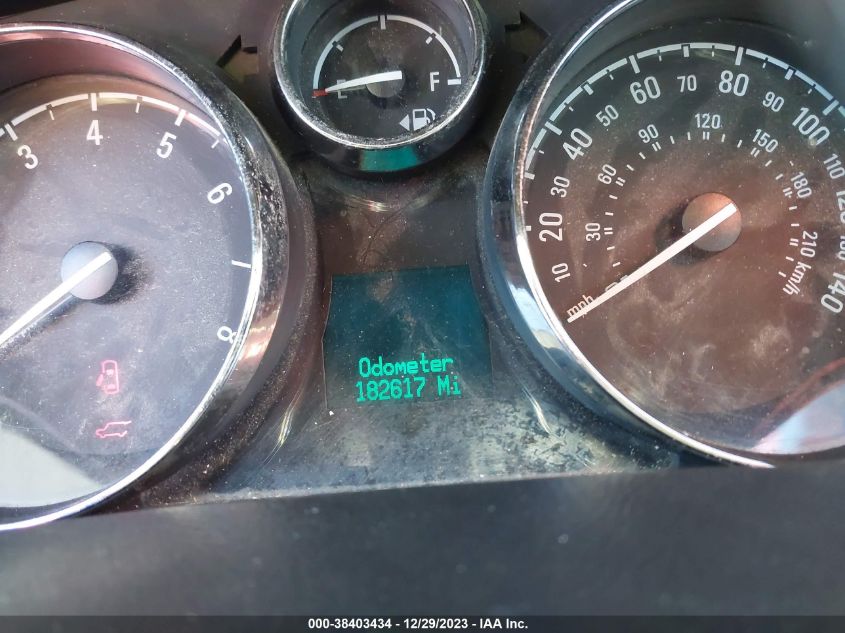 E F
3 4 5 6 8
10 20 30 40 50 60 70 80 90 100 110 120 140
30 60 90 120 150 180 210 km/h
mph
Odometer
182617 Mi
000-38403434 - 12/29/2023 - IAA Inc.